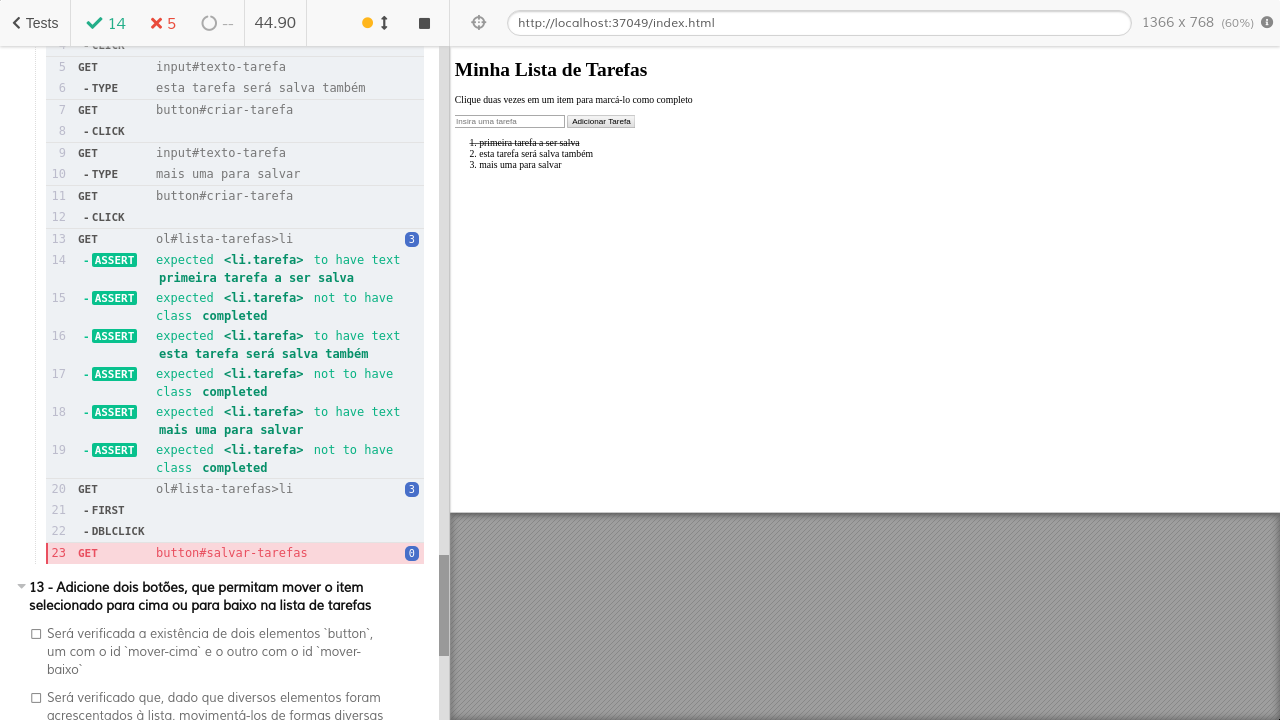 Tests
14
5
--
44.90
http://localhost:37049/index.html
1366 x 768 (60%)
4 - CLICK
5 GET input#texto-tarefa
6 - TYPE esta tarefa será salva também
7 GET button#criar-tarefa
8 - CLICK
9 GET input#texto-tarefa
10 - TYPE mais uma para salvar
11 GET button#criar-tarefa
12 - CLICK
13 GET ol#lista-tarefas>li 3
14 - ASSERT expected <li.tarefa> to have text
primeira tarefa a ser salva
15 - ASSERT expected <li.tarefa> not to have
class completed
16 - ASSERT expected <li.tarefa> to have text
esta tarefa será salva também
17 - ASSERT expected <li.tarefa> not to have
class completed
18 - ASSERT expected <li.tarefa> to have text
mais uma para salvar
19 - ASSERT expected <li.tarefa> not to have
class completed
20 GET ol#lista-tarefas>li 3
21 - FIRST
22 - DBLCLICK
23 GET button#salvar-tarefas 0
13 - Adicione dois botões, que permitam mover o item
selecionado para cima ou para baixo na lista de tarefas
Será verificada a existência de dois elementos `button`,
um com o id `mover-cima` e o outro com o id `mover-
baixo`
Será verificado que, dado que diversos elementos foram
acrescentados à lista, movimentá-los de formas diversas
Minha Lista de Tarefas
Clique duas vezes em um item para marcá-lo como completo
Insira uma tarefa Adicionar Tarefa
1. primeira tarefa a ser salva
2. esta tarefa será salva também
3. mais uma para salvar